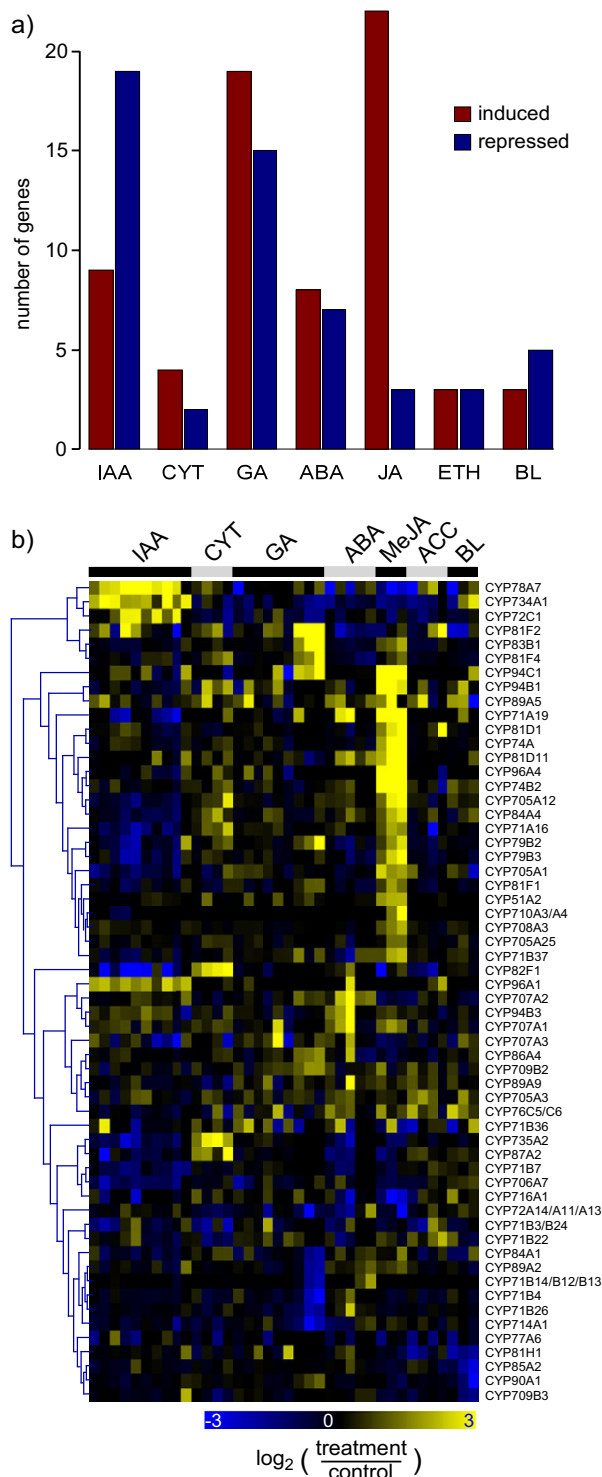 a)
20
15
10
5
0
number of genes
induced
repressed
IAA CYT GA ABA JA ETH BL
b)
IAA CYT GA ABA MeJA ACC BL
CYP78A7
CYP734A1
CYP72C1
CYP81F2
CYP83B1
CYP81F4
CYP94C1
CYP94B1
CYP89A5
CYP71A19
CYP81D1
CYP74A
CYP81D11
CYP96A4
CYP74B2
CYP705A12
CYP84A4
CYP71A16
CYP79B2
CYP79B3
CYP705A1
CYP81F1
CYP51A2
CYP710A3/A4
CYP708A3
CYP705A25
CYP71B37
CYP82F1
CYP96A1
CYP707A2
CYP94B3
CYP707A1
CYP707A3
CYP86A4
CYP709B2
CYP89A9
CYP705A3
CYP76C5/C6
CYP71B36
CYP735A2
CYP87A2
CYP71B7
CYP706A7
CYP716A1
CYP72A14/A11/A13
CYP71B3/B24
CYP71B22
CYP84A1
CYP89A2
CYP71B14/B12/B13
CYP71B4
CYP71B26
CYP714A1
CYP77A6
CYP81H1
CYP85A2
CYP90A1
CYP709B3
-3 0 3
log2 ( treatment
control )